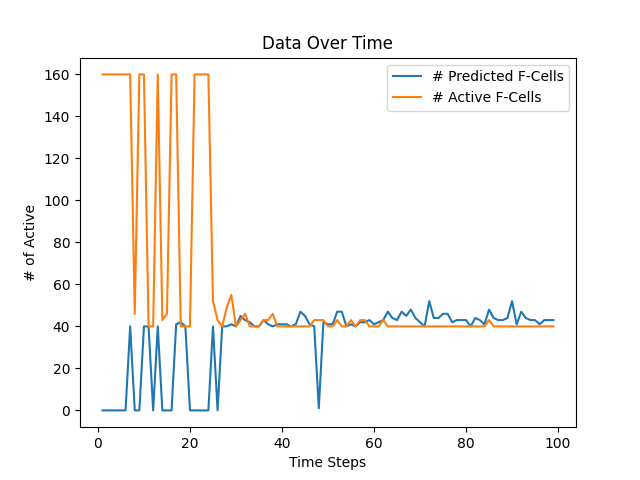 Data Over Time
# Predicted F-Cells
# Active F-Cells
160
140
120
100
80
60
40
20
0
# of Active
0 20 40 60 80 100
Time Steps